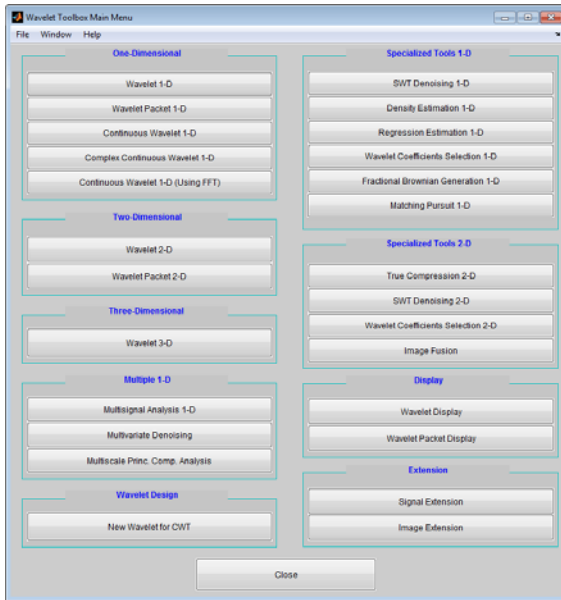 Wavelet Toolbox Main Menu
File Window Help
One-Dimensional
Wavelet 1-D
Wavelet Packet 1-D
Continuous Wavelet 1-D
Complex Continuous Wavelet 1-D
Continuous Wavelet 1-D (Using FFT)
Two-Dimensional
Wavelet 2-D
Wavelet Packet 2-D
Three-Dimensional
Wavelet 3-D
Multiple 1-D
Multisignal Analysis 1-D
Multivariate Denoising
Multiscale Princ. Comp. Analysis
Wavelet Design
New Wavelet for CWT
Specialized Tools 1-D
SWT Denoising 1-D
Density Estimation 1-D
Regression Estimation 1-D
Wavelet Coefficients Selection 1-D
Fractional Brownian Generation 1-D
Matching Pursuit 1-D
Specialized Tools 2-D
True Compression 2-D
SWT Denoising 2-D
Wavelet Coefficients Selection 2-D
Image Fusion
Display
Wavelet Display
Wavelet Packet Display
Extension
Signal Extension
Image Extension
Close